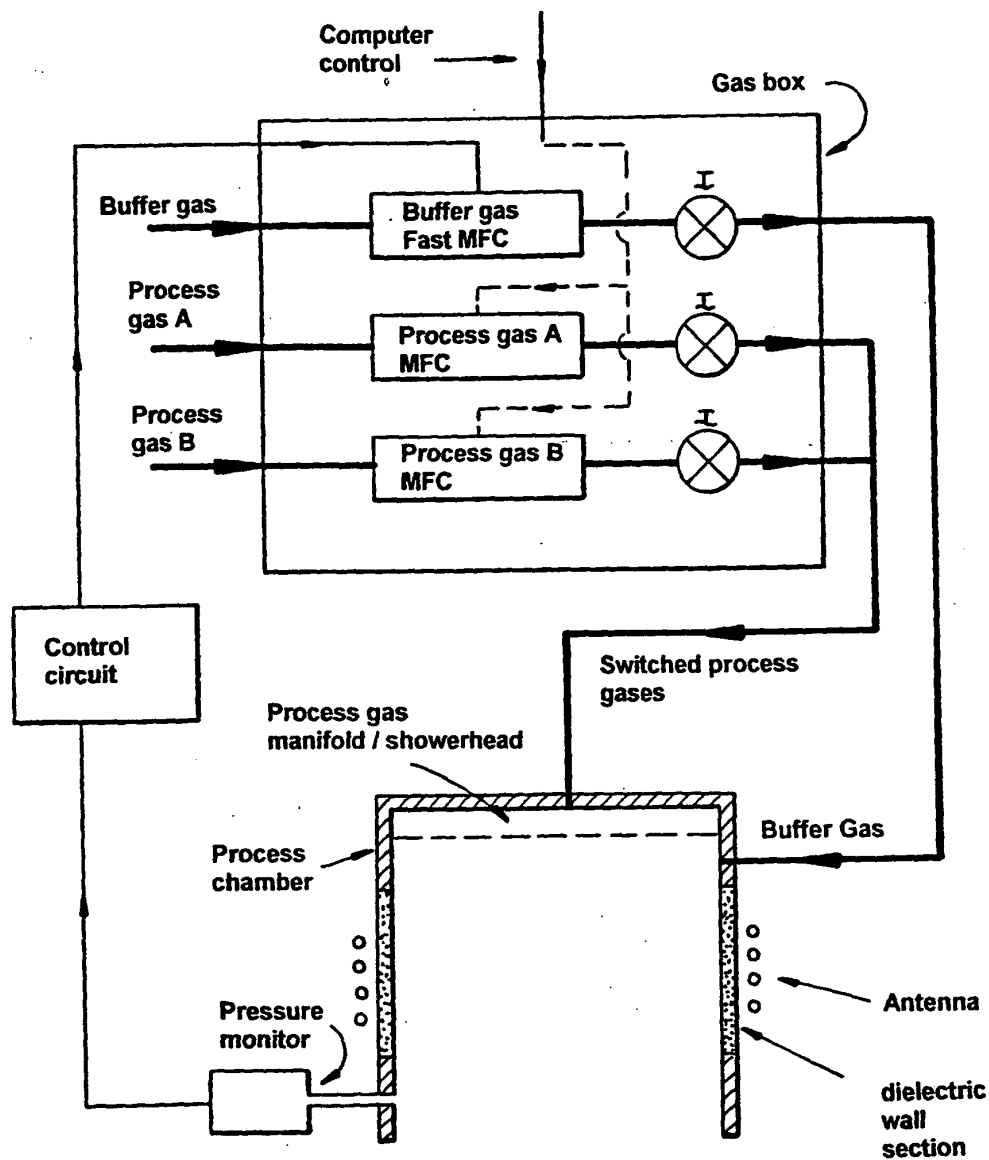 Computer
control
Gas box
I
Buffer gas
Buffer gas
Fast MFC
Process
gas A
I
Process gas A
MFC
Process
gas B
I
Process gas B
MFC
Control
circuit
Switched process
gases
Process gas
manifold / showerhead
Buffer Gas
Process
chamber
Antenna
Pressure
monitor
dielectric
wall
section